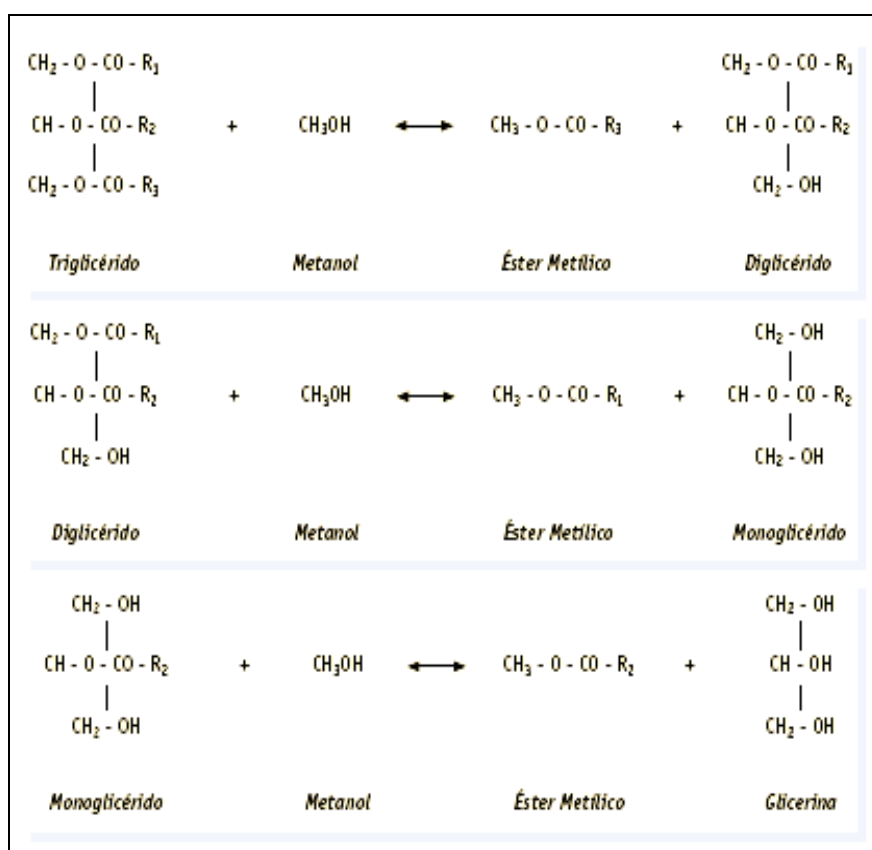 CH₂ - O - CO - R₁ CH₂ - O - CO - R₁
CH - O - CO - R₂ + CH₃OH ⟷ CH₃ - O - CO - R₃ + CH - O - CO - R₂
CH₂ - O - CO - R₃ CH₂ - OH
Triglicérido Metanol Éster Metílico Diglicérido
CH₂ - O - CO - R₁ CH₂ - OH
CH - O - CO - R₂ + CH₃OH ⟷ CH₃ - O - CO - R₁ + CH - O - CO - R₂
CH₂ - OH CH₂ - OH
Diglicérido Metanol Éster Metílico Monoglicérido
CH₂ - OH CH₂ - OH
CH - O - CO - R₂ + CH₃OH ⟷ CH₃ - O - CO - R₂ + CH - OH
CH₂ - OH CH₂ - OH
Monoglicérido Metanol Éster Metílico Glicerina